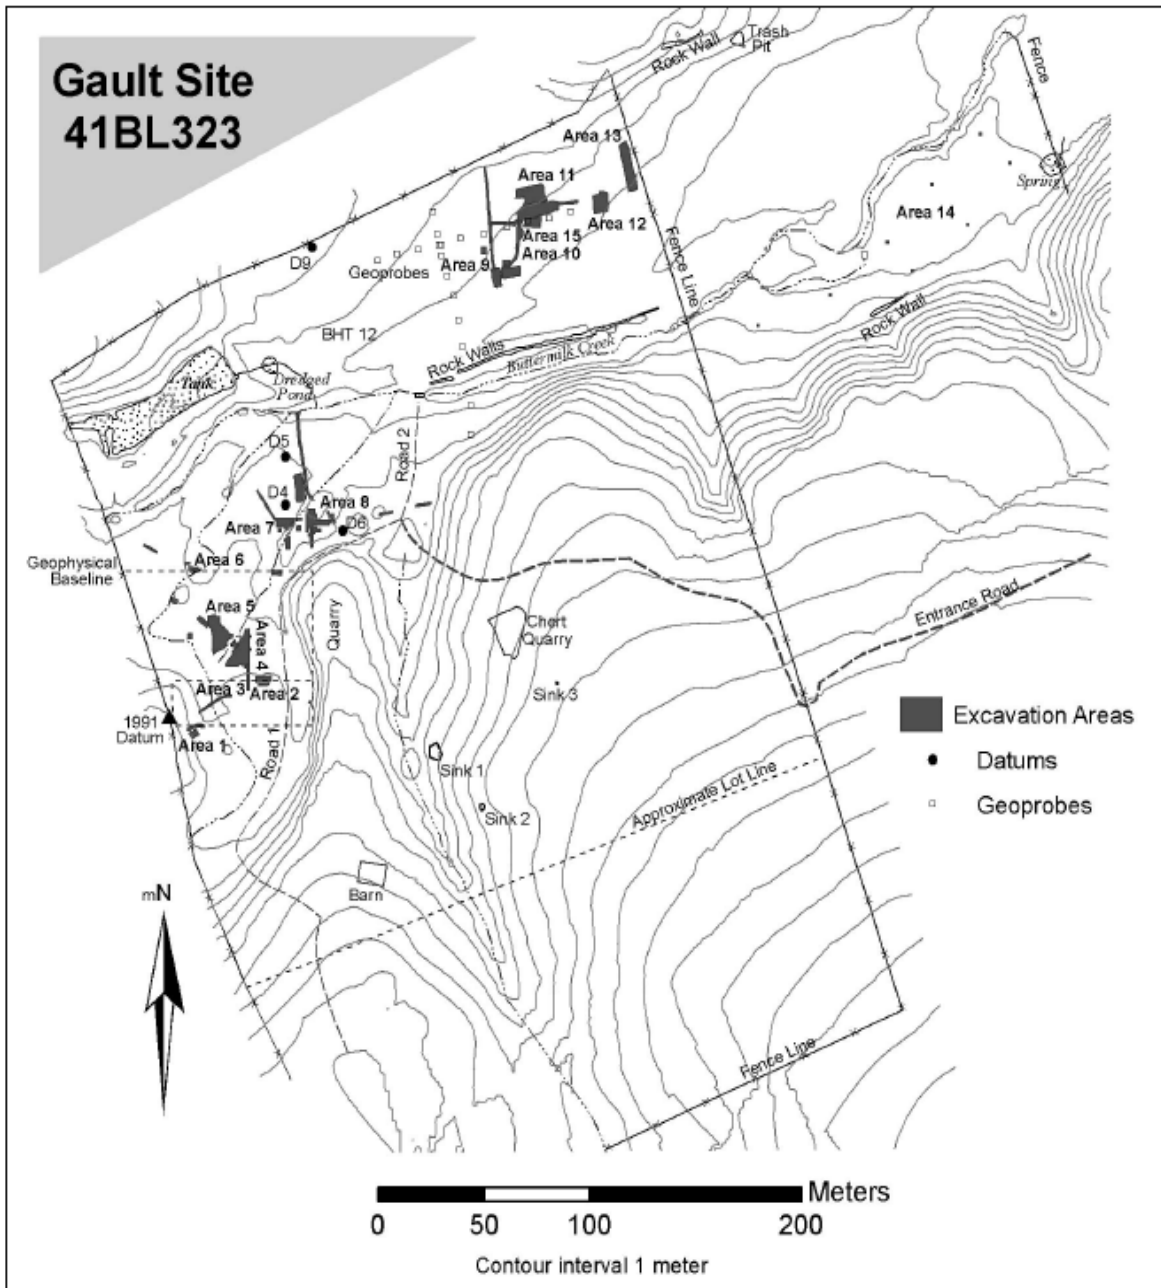 Gault Site
41BL323
Rock Wall
Trash
Pit
Fence
Area 13
Area 11
Spring
Area 14
Area 12
Area 15
D9
Area 9
Area 10
Geoprobes
Fence Line
Rock Wall
BHT 12
Rock Walls
Buttermilk Creek
Tank
Dredged
Pond
D5
Road 2
D4
Area 8
Area 7
D6
Area 6
Geophysical
Baseline
Area 5
Quarry
Chert
Quarry
Entrance Road
Area 4
Area 3
Area 2
Sink 3
1991
Datum
Area 1
Road 1
Sink 1
Sink 2
Approximate Lot Line
Excavation Areas
Datums
Geoprobes
Barn
mN
Fence Line
Meters
0 50 100 200
Contour interval 1 meter